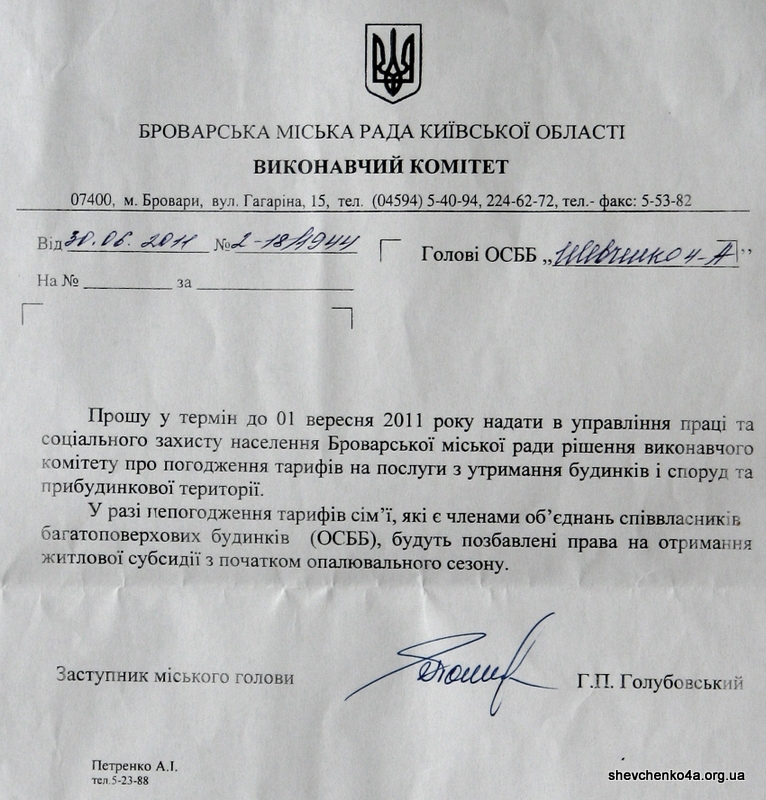 БРОВАРСЬКА МІСЬКА РАДА КИЇВСЬКОЇ ОБЛАСТІ
ВИКОНАВЧИЙ КОМІТЕТ
07400, м. Бровари, вул. Гагаріна, 15, тел. (04594) 5-40-94, 224-62-72, тел.- факс: 5-53-82
Від 30.06. 2011 № 2-18/1944
Голові ОСББ „Шевченко 4-А”
На № за
Прошу у термін до 01 вересня 2011 року надати в управління праці та
соціального захисту населення Броварської міської ради рішення виконавчого
комітету про погодження тарифів на послуги з утримання будинків і споруд та
прибудинкової території.
У разі непогодження тарифів сім’ї, які є членами об’єднань співвласників
багатоповерхових будинків (ОСББ), будуть позбавлені права на отримання
житлової субсидії з початком опалювального сезону.
Заступник міського голови
Г.П. Голубовський
Петренко А.І.
тел.5-23-88
shevchenko4a.org.ua